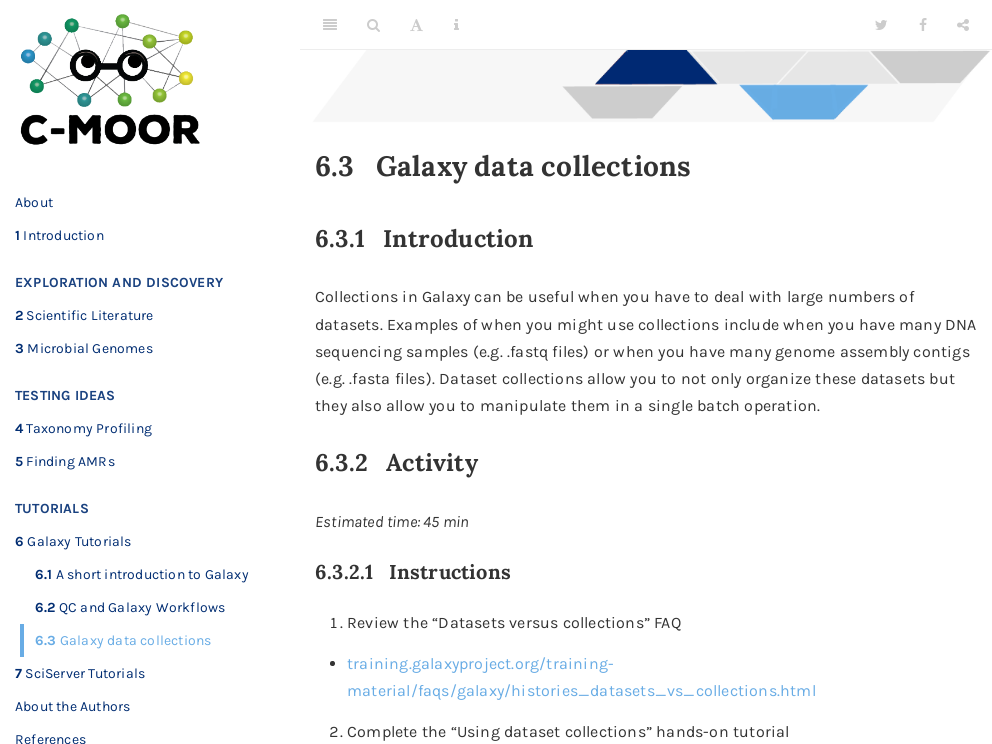 C-MOOR
About
1 Introduction
EXPLORATION AND DISCOVERY
2 Scientific Literature
3 Microbial Genomes
TESTING IDEAS
4 Taxonomy Profiling
5 Finding AMRs
TUTORIALS
6 Galaxy Tutorials
6.1 A short introduction to Galaxy
6.2 QC and Galaxy Workflows
6.3 Galaxy data collections
7 SciServer Tutorials
About the Authors
References
6.3 Galaxy data collections
6.3.1 Introduction
Collections in Galaxy can be useful when you have to deal with large numbers of
datasets. Examples of when you might use collections include when you have many DNA
sequencing samples (e.g. .fastq files) or when you have many genome assembly contigs
(e.g. .fasta files). Dataset collections allow you to not only organize these datasets but
they also allow you to manipulate them in a single batch operation.
6.3.2 Activity
Estimated time: 45 min
6.3.2.1 Instructions
1. Review the “Datasets versus collections” FAQ
• training.galaxyproject.org/training-
material/faqs/galaxy/histories_datasets_vs_collections.html
2. Complete the “Using dataset collections” hands-on tutorial